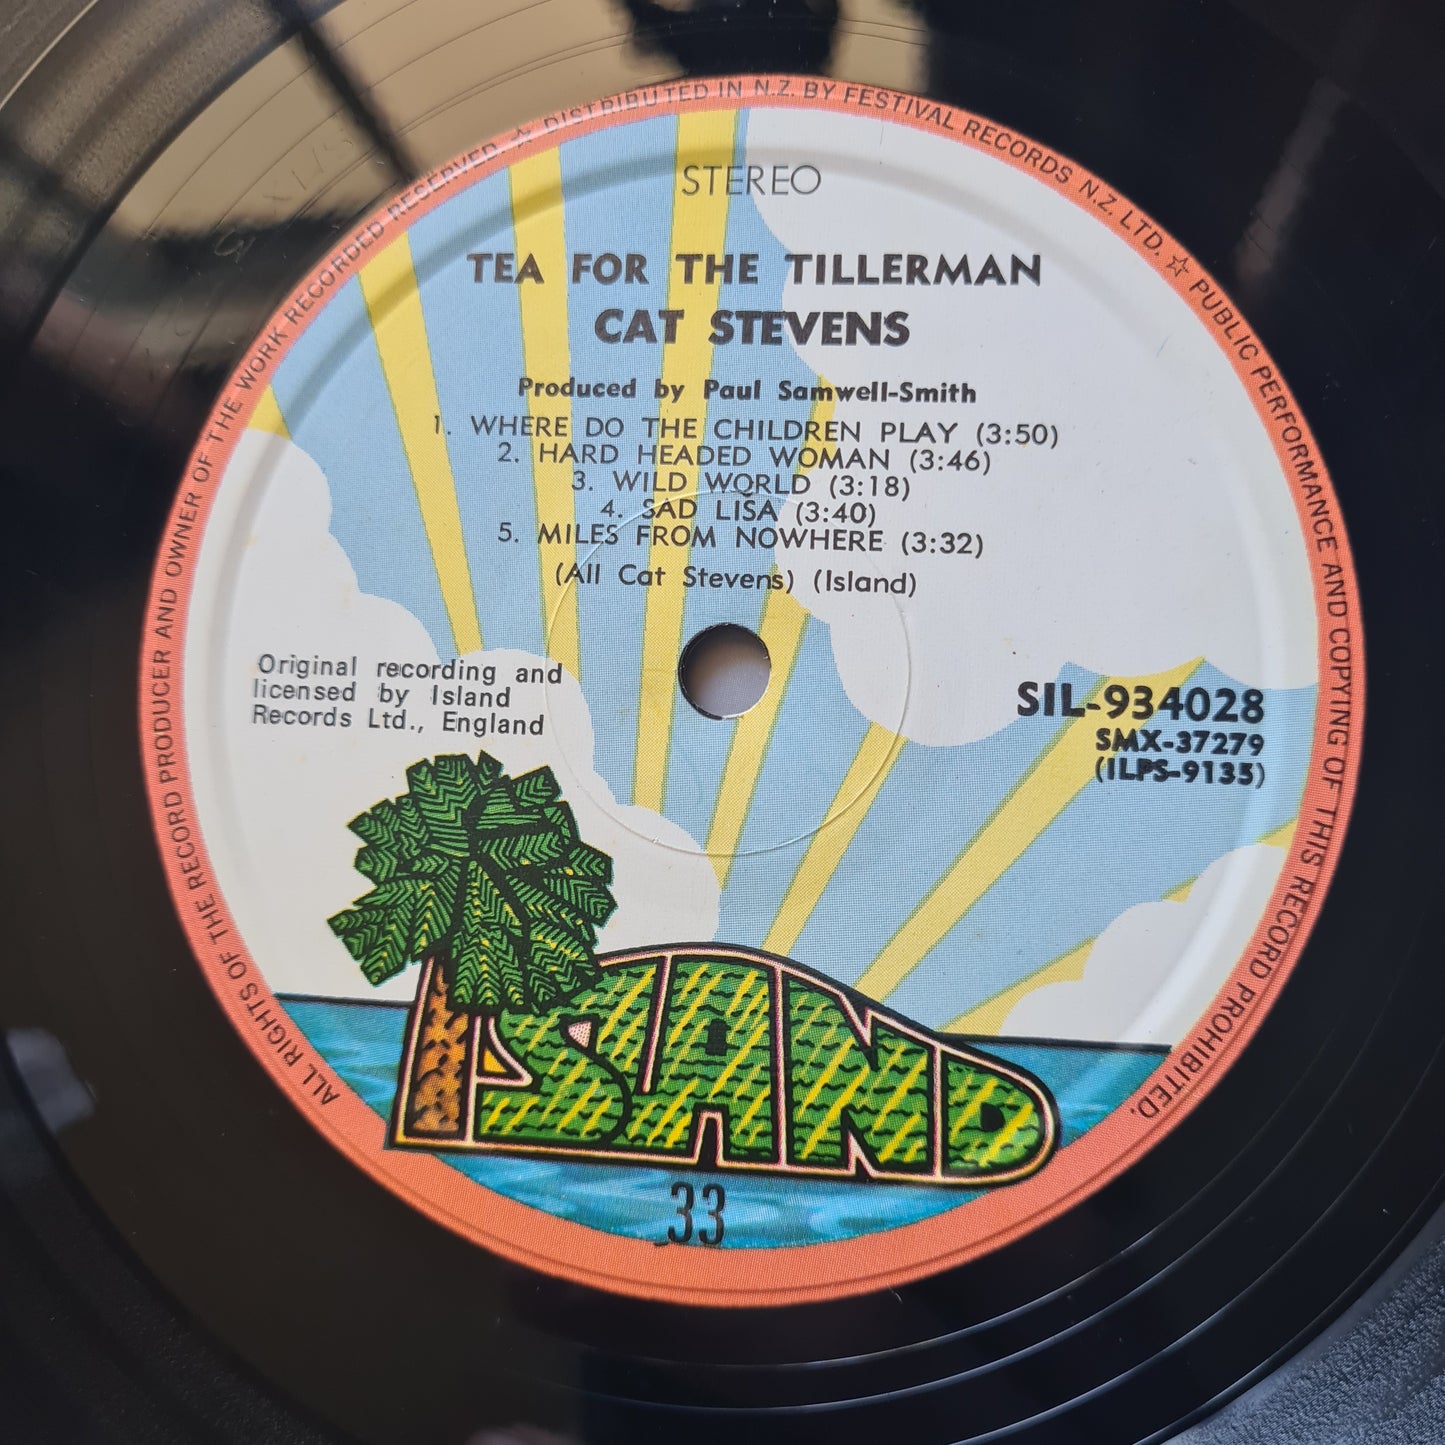 ALL RIGHTS OF THE RECORD PRODUCER AND OWNER OF THE WORK RECORDED RESERVED. ☆ DISTRIBUTED IN N.Z. BY FESTIVAL RECORDS N.Z. LTD. ☆ PUBLIC PERFORMANCE AND COPYING OF THIS RECORD PROHIBITED.
STEREO
TEA FOR THE TILLERMAN
CAT STEVENS
Produced by Paul Samwell-Smith
1. WHERE DO THE CHILDREN PLAY (3:50)
2. HARD HEADED WOMAN (3:46)
3. WILD WORLD (3:18)
4. SAD LISA (3:40)
5. MILES FROM NOWHERE (3:32)
(All Cat Stevens) (Island)
Original recording and
licensed by Island
Records Ltd., England
SIL-934028
SMX-37279
(ILPS-9135)
ISLAND
33